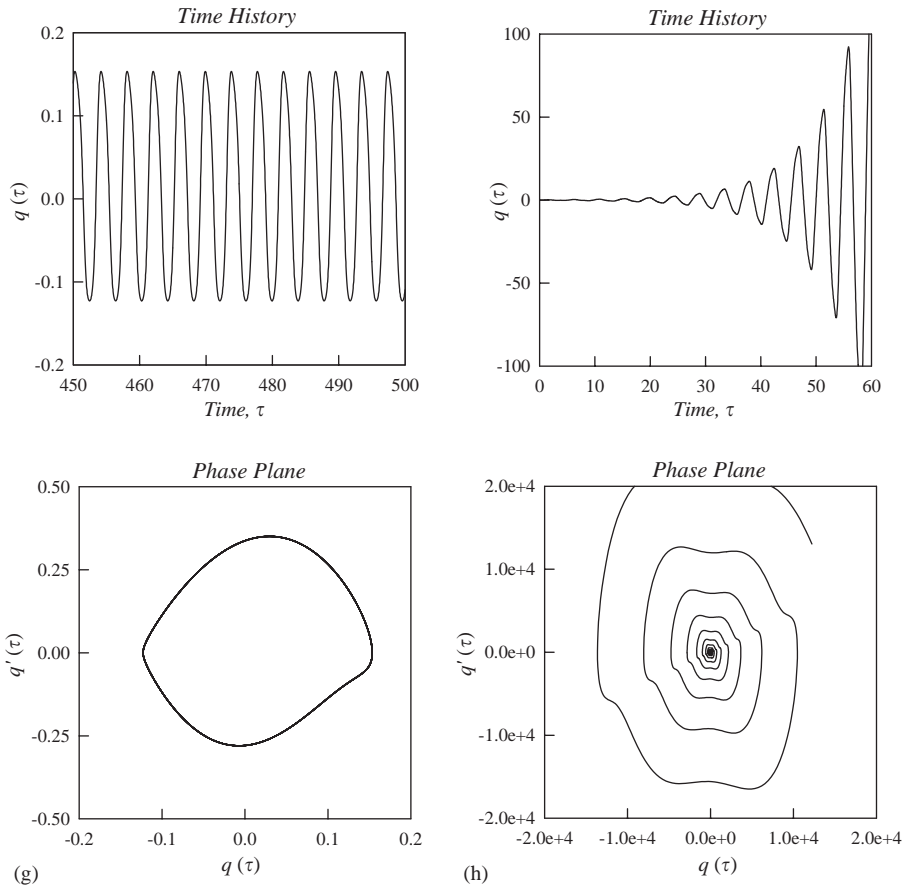 Time History
0.2
0.1
0.0
-0.1
-0.2
q (τ)
450 460 470 480 490 500
Time, τ
Time History
100
50
0
-50
-100
q (τ)
0 10 20 30 40 50 60
Time, τ
Phase Plane
0.50
0.25
0.00
-0.25
-0.50
q' (τ)
-0.2 -0.1 0.0 0.1 0.2
q (τ)
(g)
Phase Plane
2.0e+4
1.0e+4
0.0e+0
-1.0e+4
-2.0e+4
q' (τ)
-2.0e+4 -1.0e+4 0.0e+0 1.0e+4 2.0e+4
q (τ)
(h)